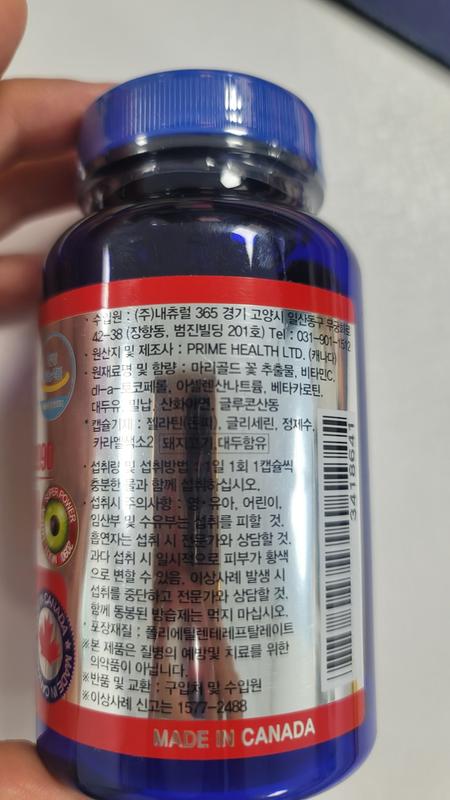 · 수입원 : (주)내츄럴 365 경기 고양시 일산동구 무궁화로
42-38 (장항동, 범진빌딩 201호) Tel : 031-901-1512
· 원산지 및 제조사 : PRIME HEALTH LTD. (캐나다)
· 원재료명 및 함량 : 마리골드 꽃 추출물, 비타민C,
dl-a-토코페롤, 아셀렌산나트륨, 베타카로틴,
대두유, 밀납, 산화아연, 글루콘산동
* 캡슐기제 : 젤라틴(돈피), 글리세린, 정제수,
카라멜색소2 돼지고기,대두함유
· 섭취량 및 섭취방법 : 1일 1회 1캡슐씩
충분한 물과 함께 섭취하십시오.
· 섭취시 주의사항 : 영·유아, 어린이,
임산부 및 수유부는 섭취를 피할 것.
흡연자는 섭취 시 전문가와 상담할 것.
과다 섭취 시 일시적으로 피부가 황색
으로 변할 수 있음. 이상사례 발생 시
섭취를 중단하고 전문가와 상담할 것.
함께 동봉된 방습제는 먹지 마십시오.
· 포장재질 : 폴리에틸렌테레프탈레이트
※본 제품은 질병의 예방및 치료를 위한
의약품이 아닙니다.
※반품 및 교환 : 구입처 및 수입원
※이상사례 신고는 1577-2488
MADE IN CANADA
3418641
90
SUPER POWER
CANADA
MADE IN